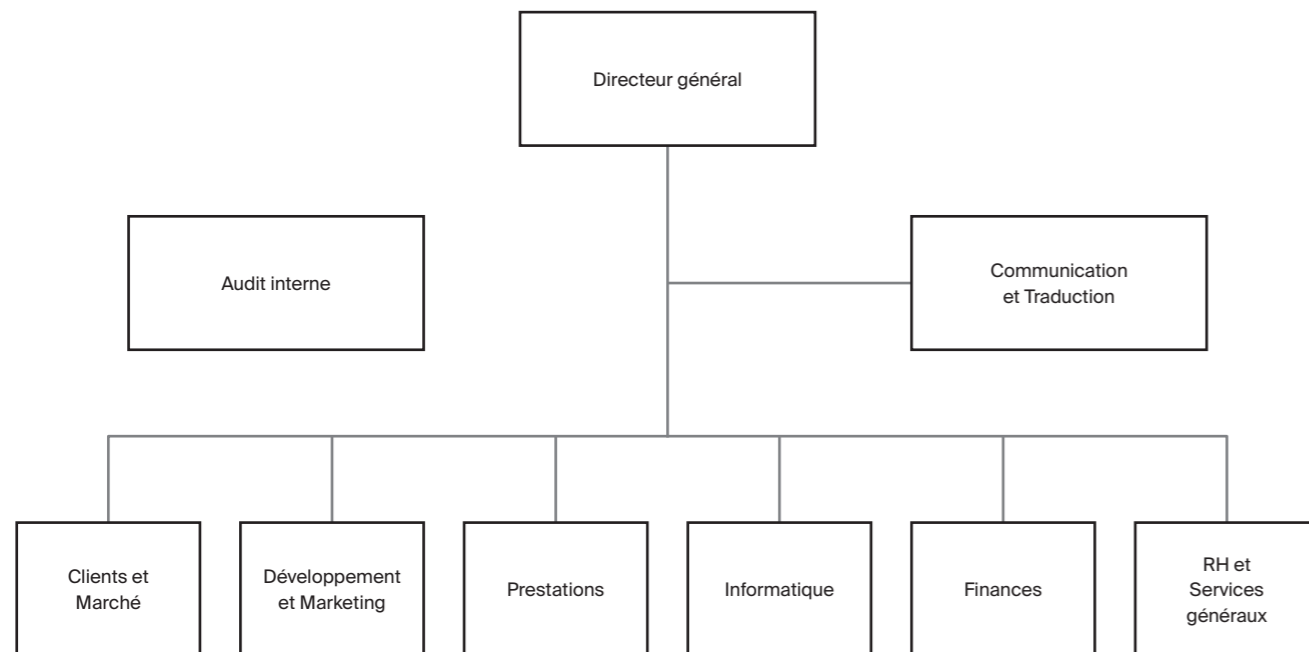 Directeur général
Audit interne
Communication
et Traduction
Clients et
Marché
Développement
et Marketing
Prestations
Informatique
Finances
RH et
Services
généraux